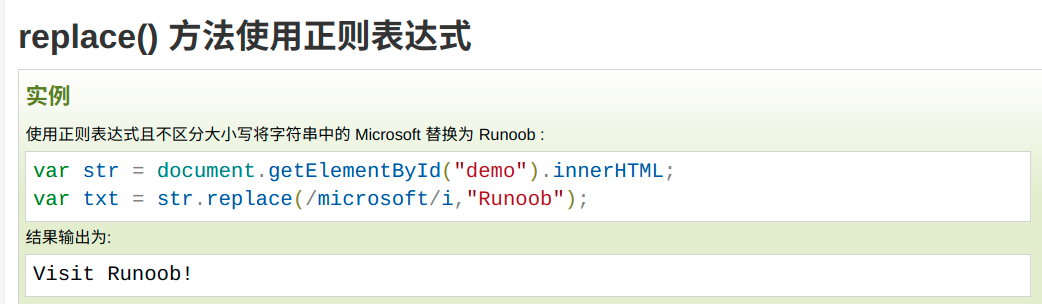 replace() 方法使用正则表达式
实例
使用正则表达式且不区分大小写将字符串中的 Microsoft 替换为 Runoob :
var str = document.getElementById("demo").innerHTML;
var txt = str.replace(/microsoft/i,"Runoob");
结果输出为:
Visit Runoob!